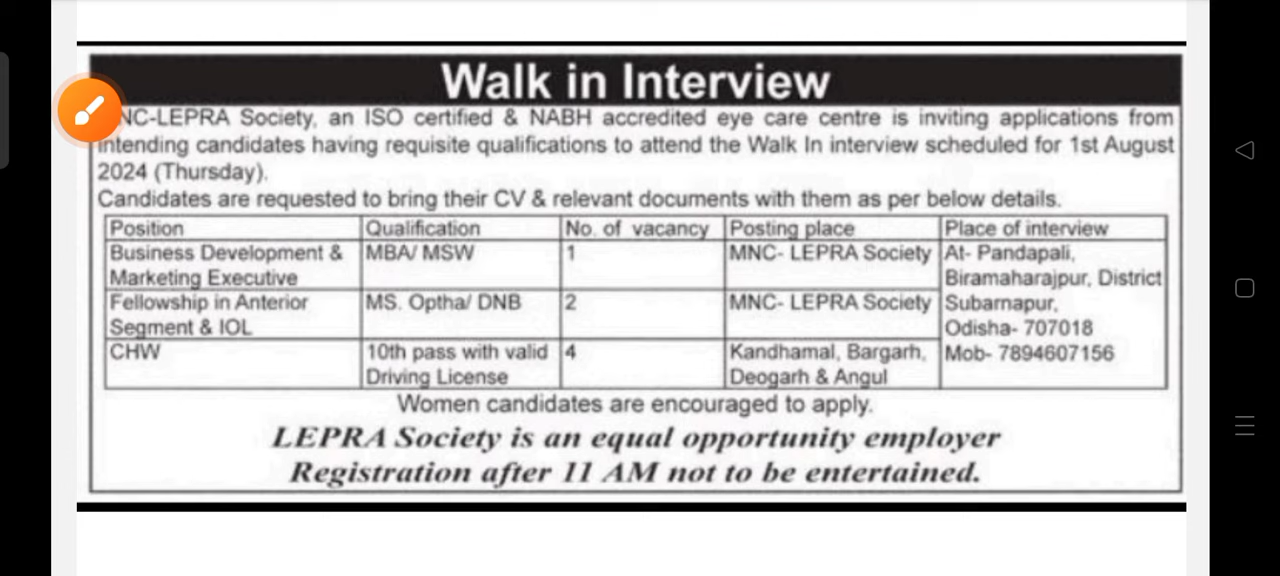 Walk in Interview
NC-LEPRA Society, an ISO certified & NABH accredited eye care centre is inviting applications from
intending candidates having requisite qualifications to attend the Walk In interview scheduled for 1st August
2024 (Thursday).
Candidates are requested to bring their CV & relevant documents with them as per below details.
Position Qualification No. of vacancy Posting place Place of interview
Business Development & MBA/ MSW 1 MNC- LEPRA Society At- Pandapali,
Marketing Executive Biramaharajpur, District
Fellowship in Anterior MS. Optha/ DNB 2 MNC- LEPRA Society Subarnapur,
Segment & IOL Odisha- 707018
CHW 10th pass with valid 4 Kandhamal, Bargarh, Mob- 7894607156
Driving License Deogarh & Angul
Women candidates are encouraged to apply.
LEPRA Society is an equal opportunity employer
Registration after 11 AM not to be entertained.